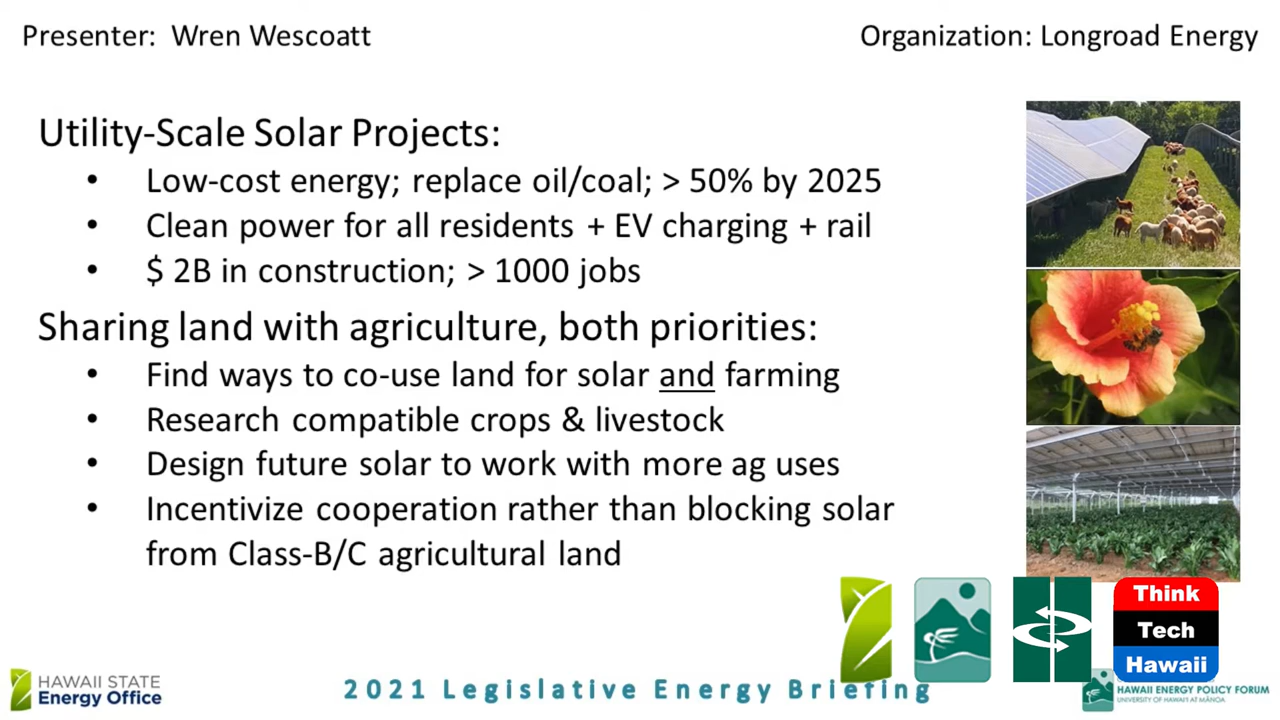 Presenter: Wren Wescoatt
Organization: Longroad Energy
Utility-Scale Solar Projects:
• Low-cost energy; replace oil/coal; > 50% by 2025
• Clean power for all residents + EV charging + rail
• $ 2B in construction; > 1000 jobs
Sharing land with agriculture, both priorities:
• Find ways to co-use land for solar and farming
• Research compatible crops & livestock
• Design future solar to work with more ag uses
• Incentivize cooperation rather than blocking solar
from Class-B/C agricultural land
Think
Tech
Hawaii
HAWAII STATE
Energy Office
2021 Legislative Energy Briefing
HAWAII ENERGY POLICY FORUM
UNIVERSITY OF HAWAI‘I AT MĀNOA